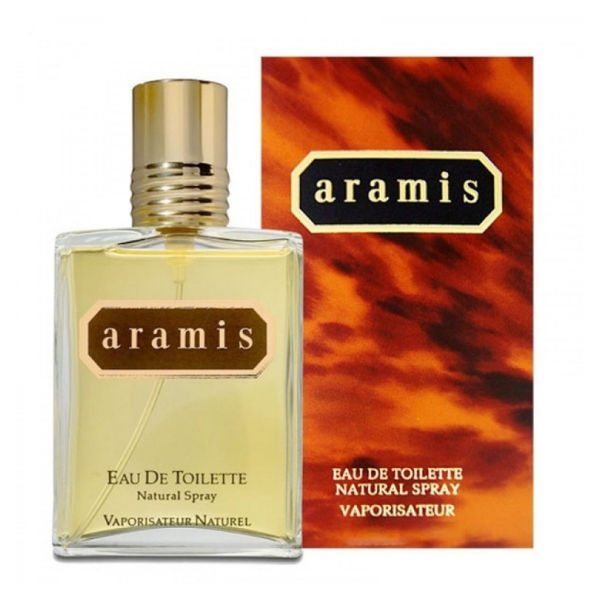 aramis
EAU DE TOILETTE
Natural Spray
VAPORISATEUR NATUREL
aramis
EAU DE TOILETTE
NATURAL SPRAY
VAPORISATEUR